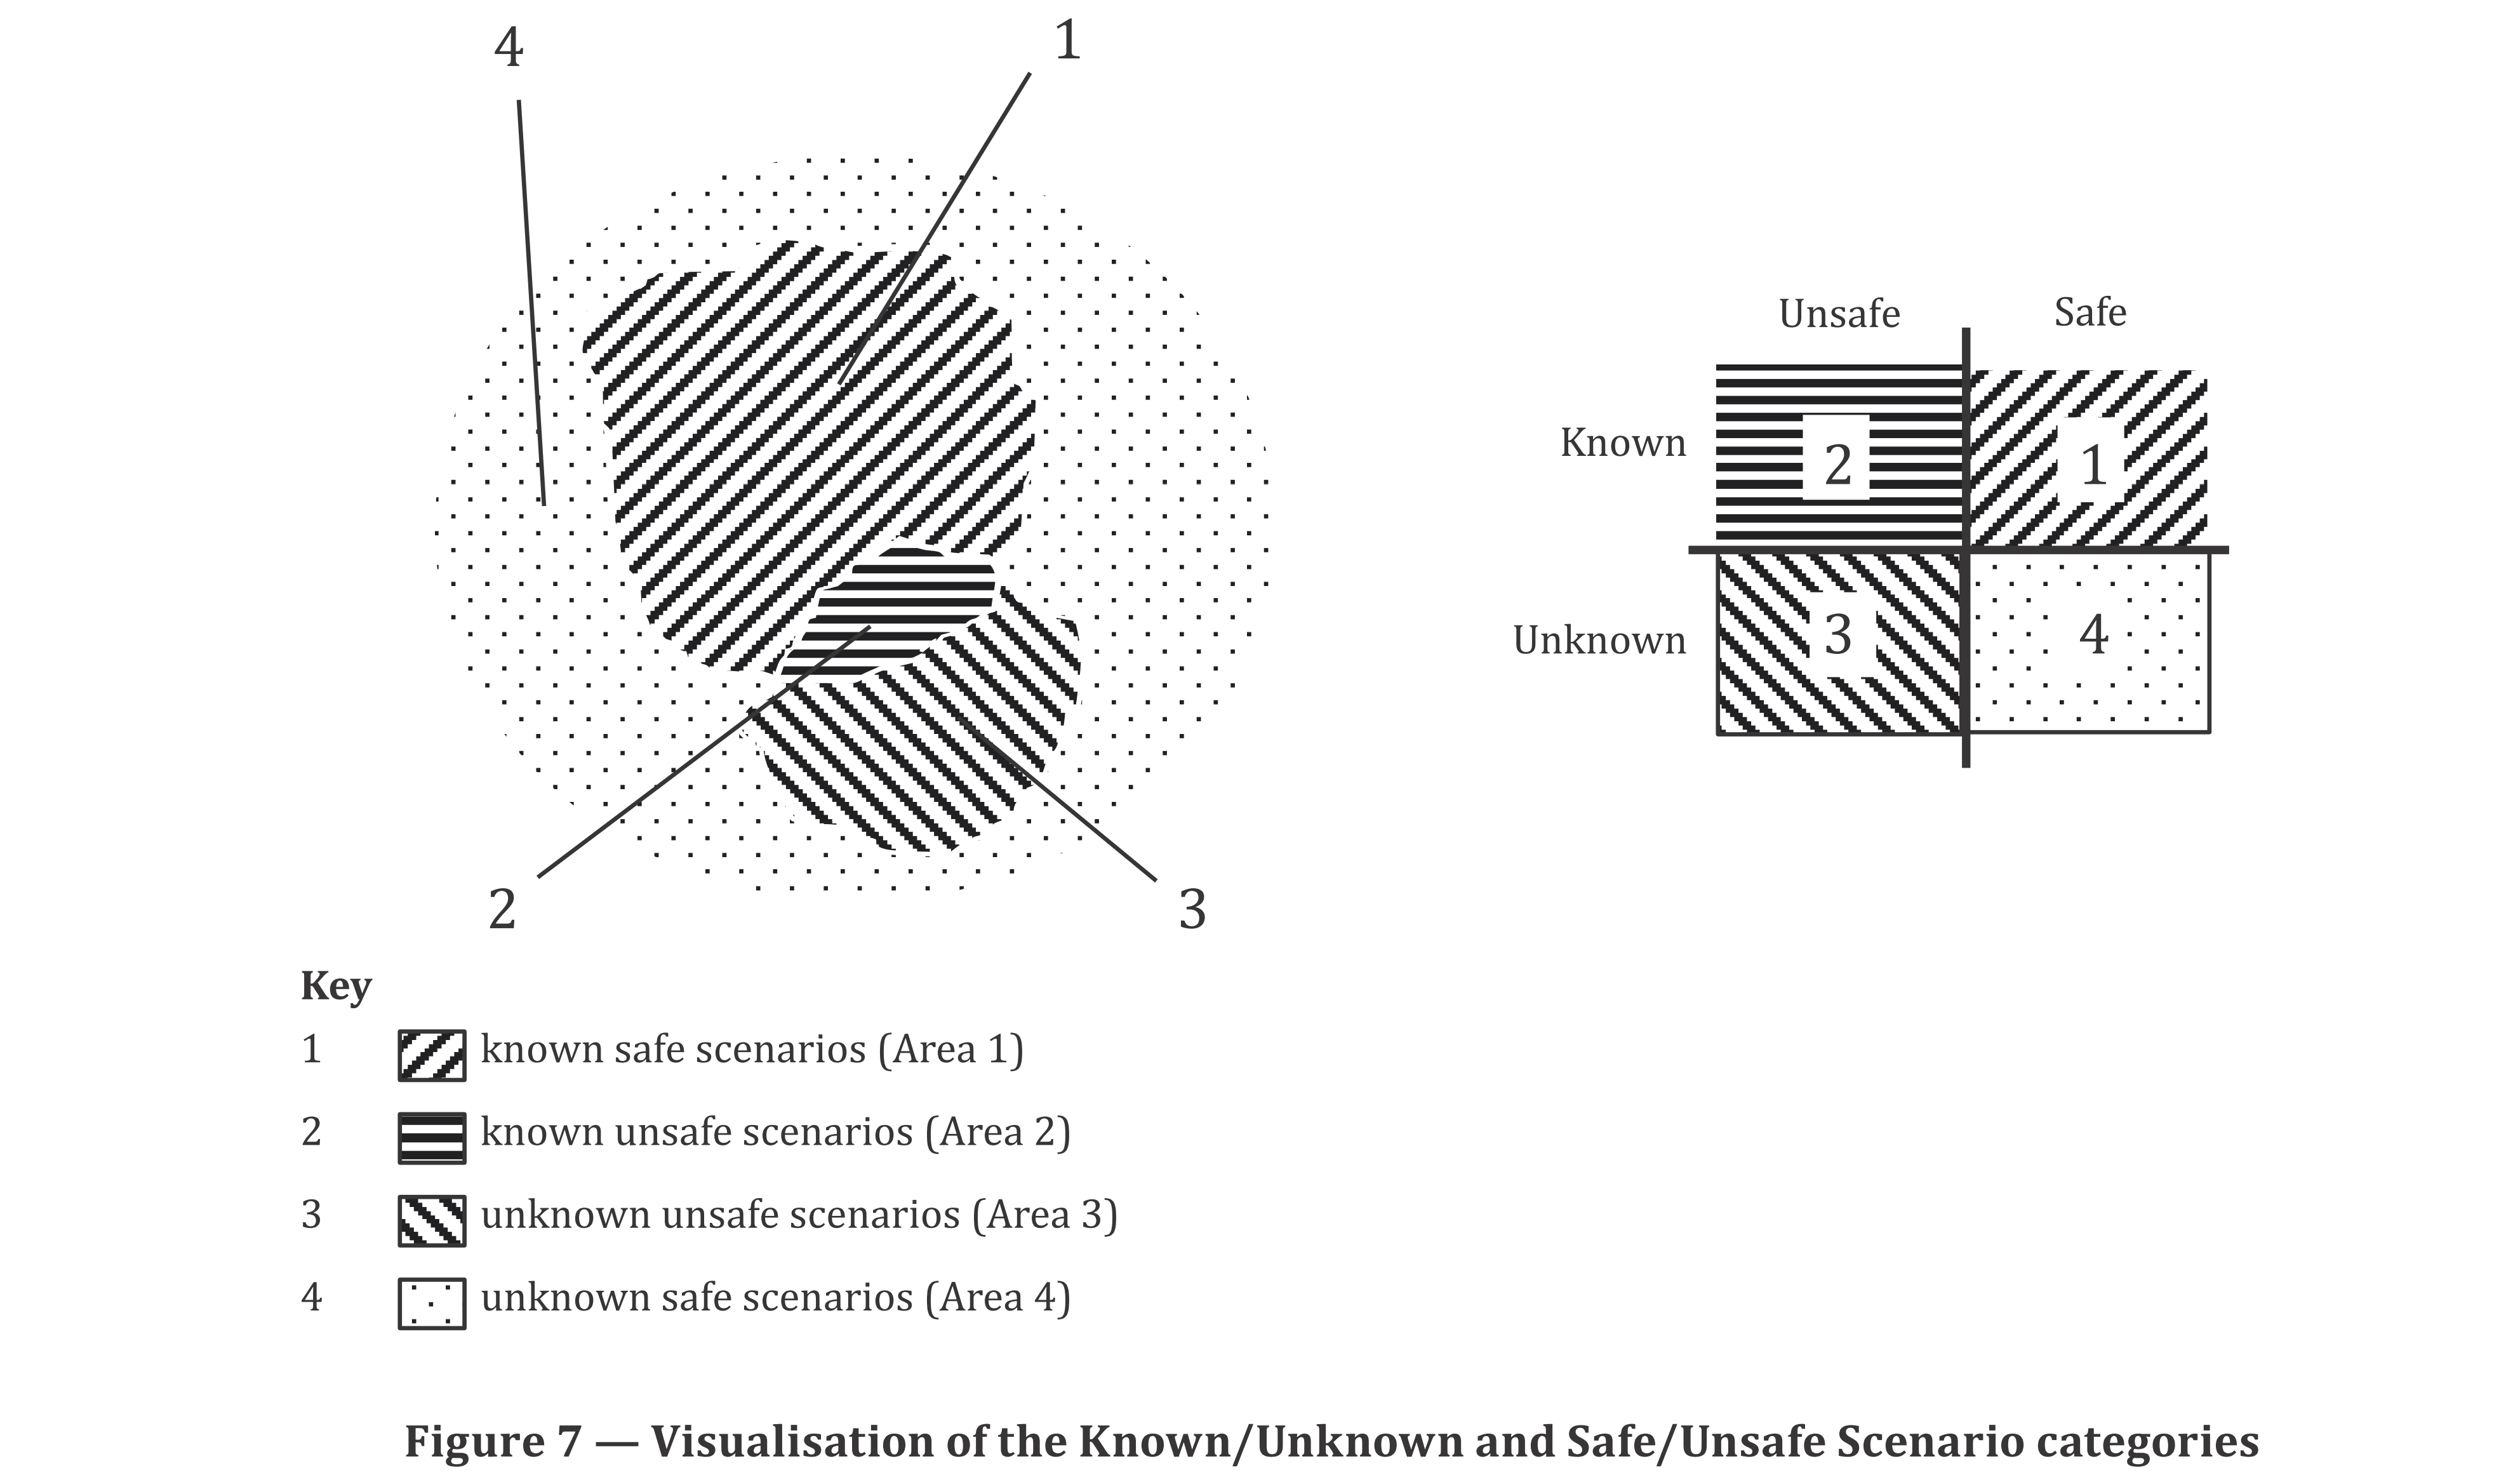 4
1
Unsafe
Safe
Known
2
1
Unknown
3
4
2
3
Key
1 known safe scenarios (Area 1)
2 known unsafe scenarios (Area 2)
3 unknown unsafe scenarios (Area 3)
4 unknown safe scenarios (Area 4)
Figure 7 — Visualisation of the Known/Unknown and Safe/Unsafe Scenario categories